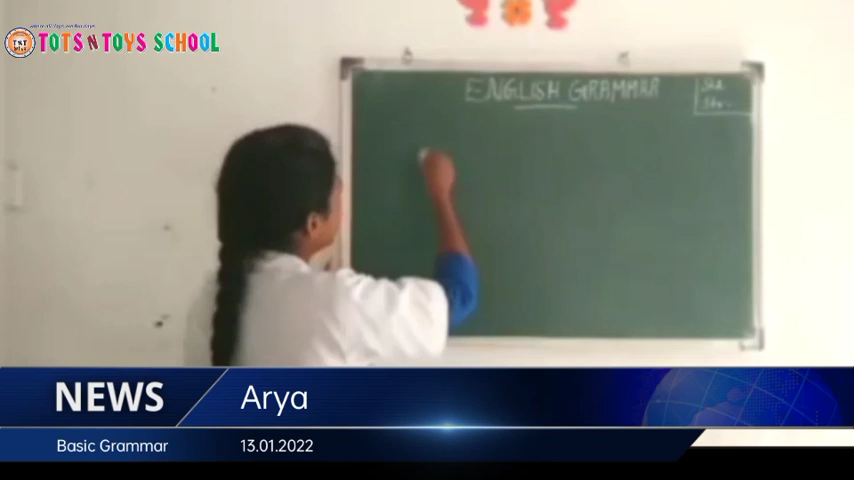 TOTS N TOYS SCHOOL
ENGLISH GRAMMAR
NEWS
Arya
Basic Grammar
13.01.2022